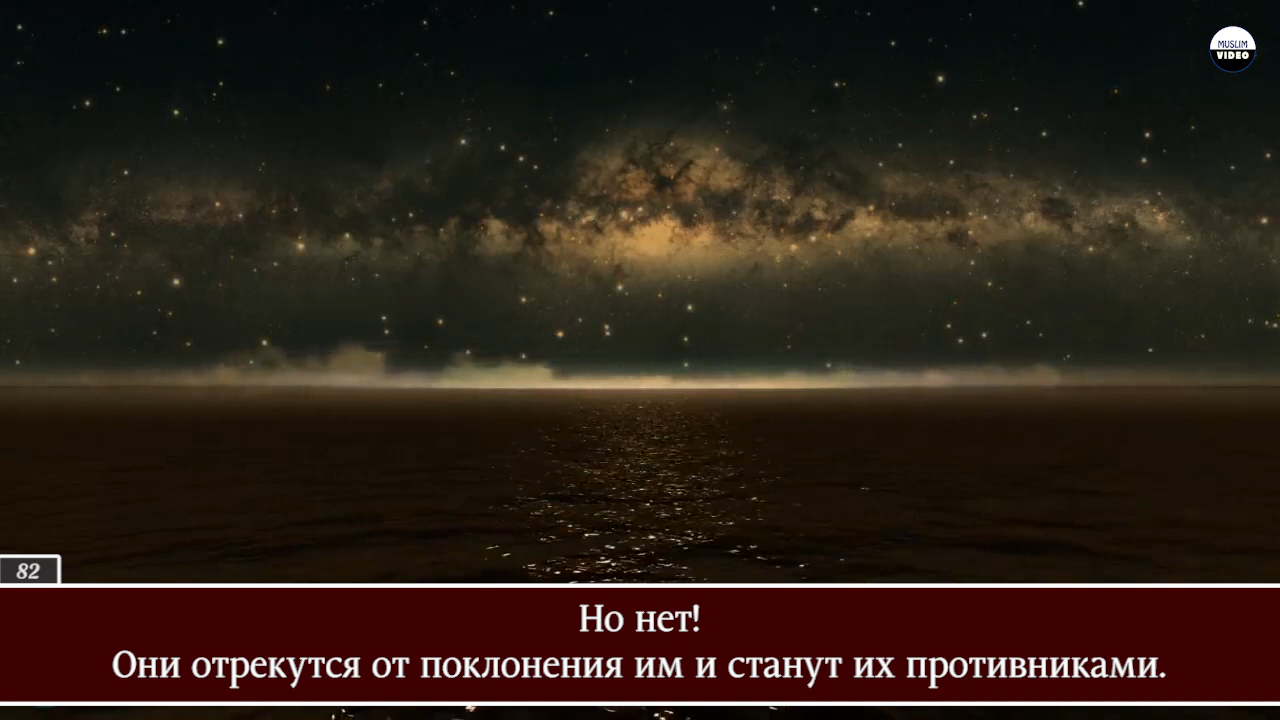 MUSLIM
VIDEO
82
Но нет!
Они отрекутся от поклонения им и станут их противниками.